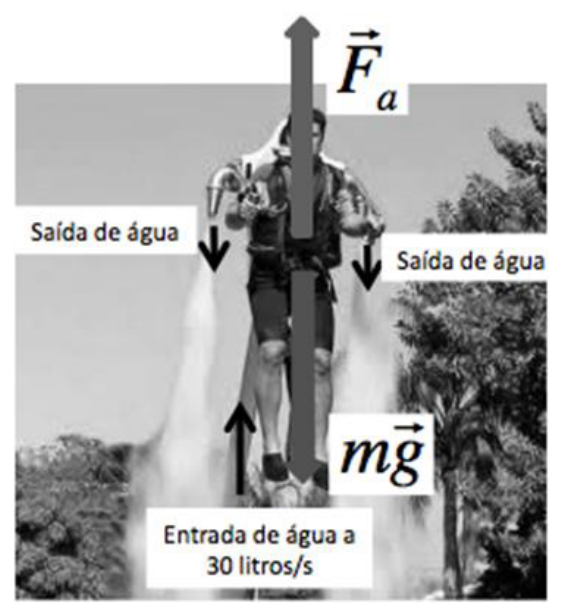 F⃗a
Saída de água
Saída de água
mg⃗
Entrada de água a
30 litros/s